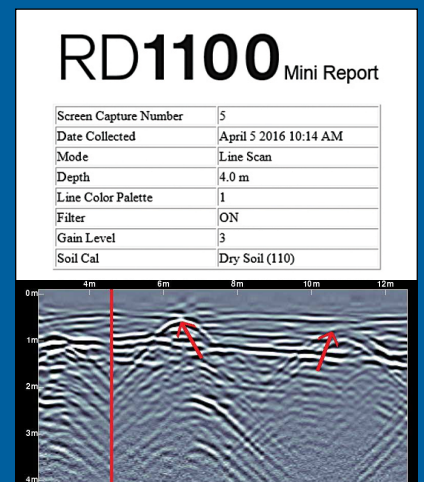 RD1100 Mini Report
Screen Capture Number 5
Date Collected April 5 2016 10:14 AM
Mode Line Scan
Depth 4.0 m
Line Color Palette 1
Filter ON
Gain Level 3
Soil Cal Dry Soil (110)
4m 6m 8m 10m 12m
0m
1m
2m
3m
4m